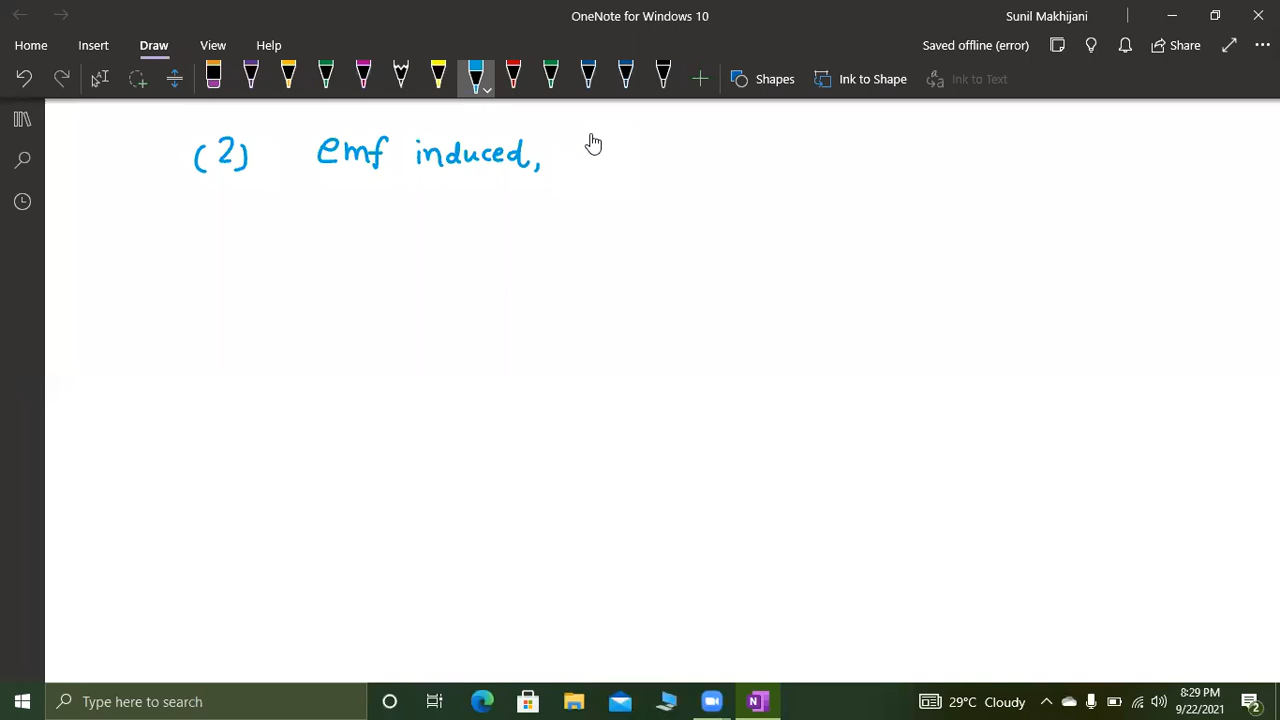 OneNote for Windows 10
Sunil Makhijani
Home Insert Draw View Help
Saved offline (error)
Share
Shapes
Ink to Shape
Ink to Text
(2) emf induced,
Type here to search
29°C Cloudy
8:29 PM
9/22/2021
2